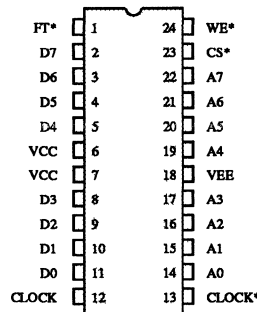 FT* 1 24 WE*
D7 2 23 CS*
D6 3 22 A7
D5 4 21 A6
D4 5 20 A5
VCC 6 19 A4
VCC 7 18 VEE
D3 8 17 A3
D2 9 16 A2
D1 10 15 A1
D0 11 14 A0
CLOCK 12 13 CLOCK*